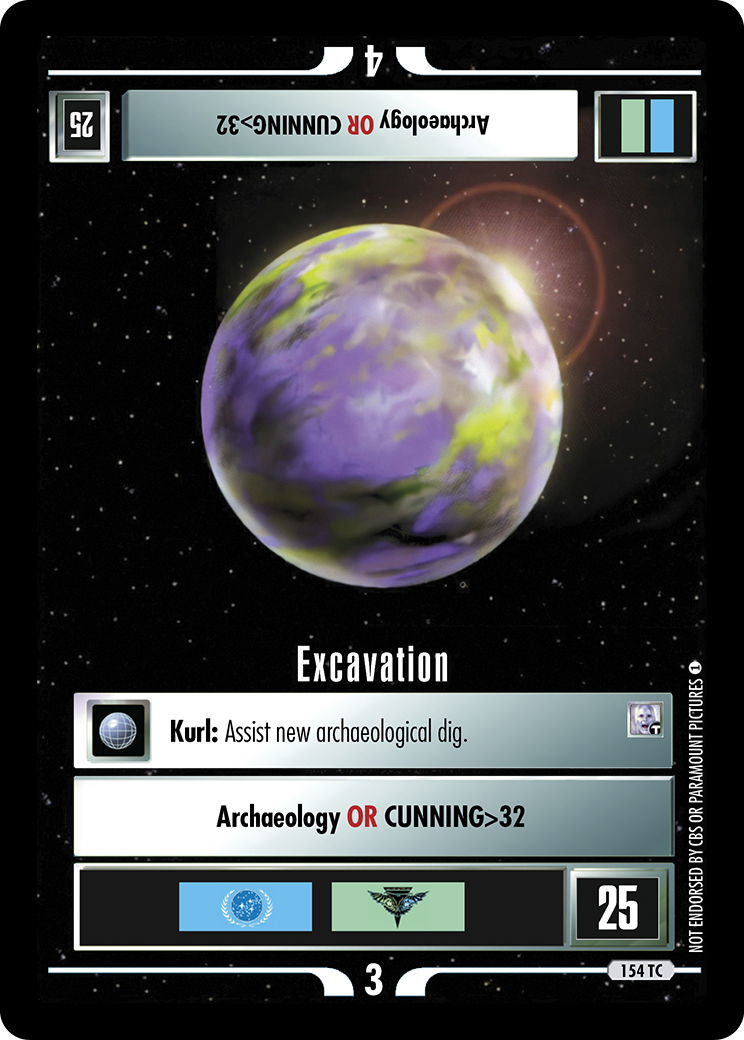 4
25
Archaeology OR CUNNING>32
Excavation
Kurl: Assist new archaeological dig.
T
Archaeology OR CUNNING>32
25
NOT ENDORSED BY CBS OR PARAMOUNT PICTURES 1
154 TC
3